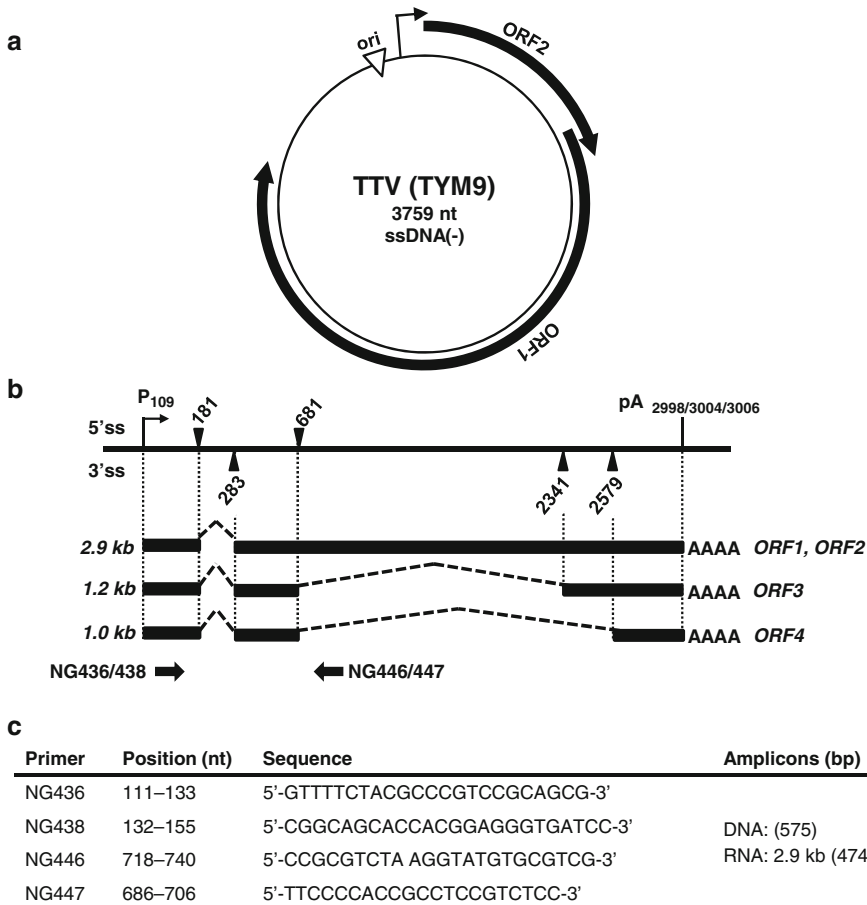 a
ori
ORF2
TTV (TYM9)
3759 nt
ssDNA(-)
ORF1
b
P109
181
681
pA 2998/3004/3006
5'ss
3'ss
283
2341
2579
2.9 kb AAAA ORF1, ORF2
1.2 kb AAAA ORF3
1.0 kb AAAA ORF4
NG436/438 NG446/447
c
Primer Position (nt) Sequence Amplicons (bp)
NG436 111–133 5'-GTTTTCTACGCCCGTCCGCAGCG-3'
NG438 132–155 5'-CGGCAGCACCACGGAGGGTGATCC-3'
DNA: (575)
NG446 718–740 5'-CCGCGTCTA AGGTATGTGCGTCG-3'
RNA: 2.9 kb (474
NG447 686–706 5'-TTCCCCACCGCCTCCGTCTCC-3'